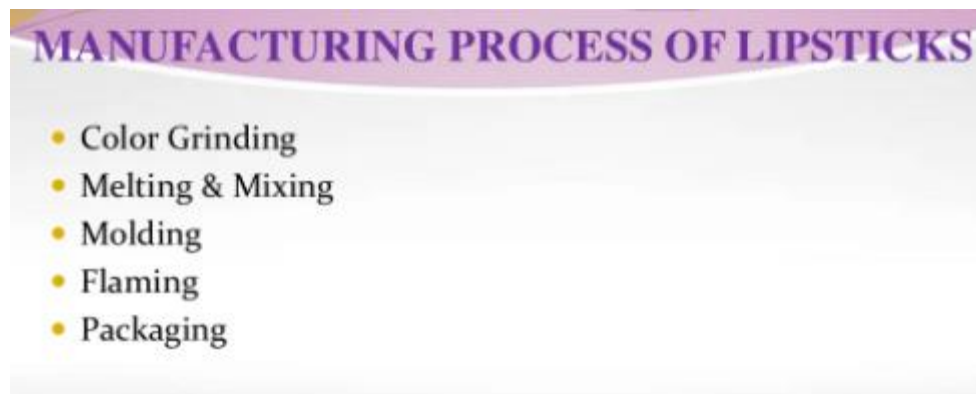 MANUFACTURING PROCESS OF LIPSTICKS
• Color Grinding
• Melting & Mixing
• Molding
• Flaming
• Packaging